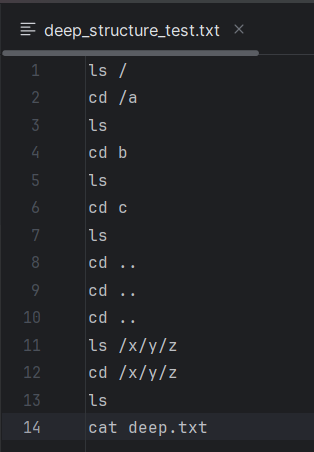 deep_structure_test.txt
1 ls /
2 cd /a
3 ls
4 cd b
5 ls
6 cd c
7 ls
8 cd ..
9 cd ..
10 cd ..
11 ls /x/y/z
12 cd /x/y/z
13 ls
14 cat deep.txt